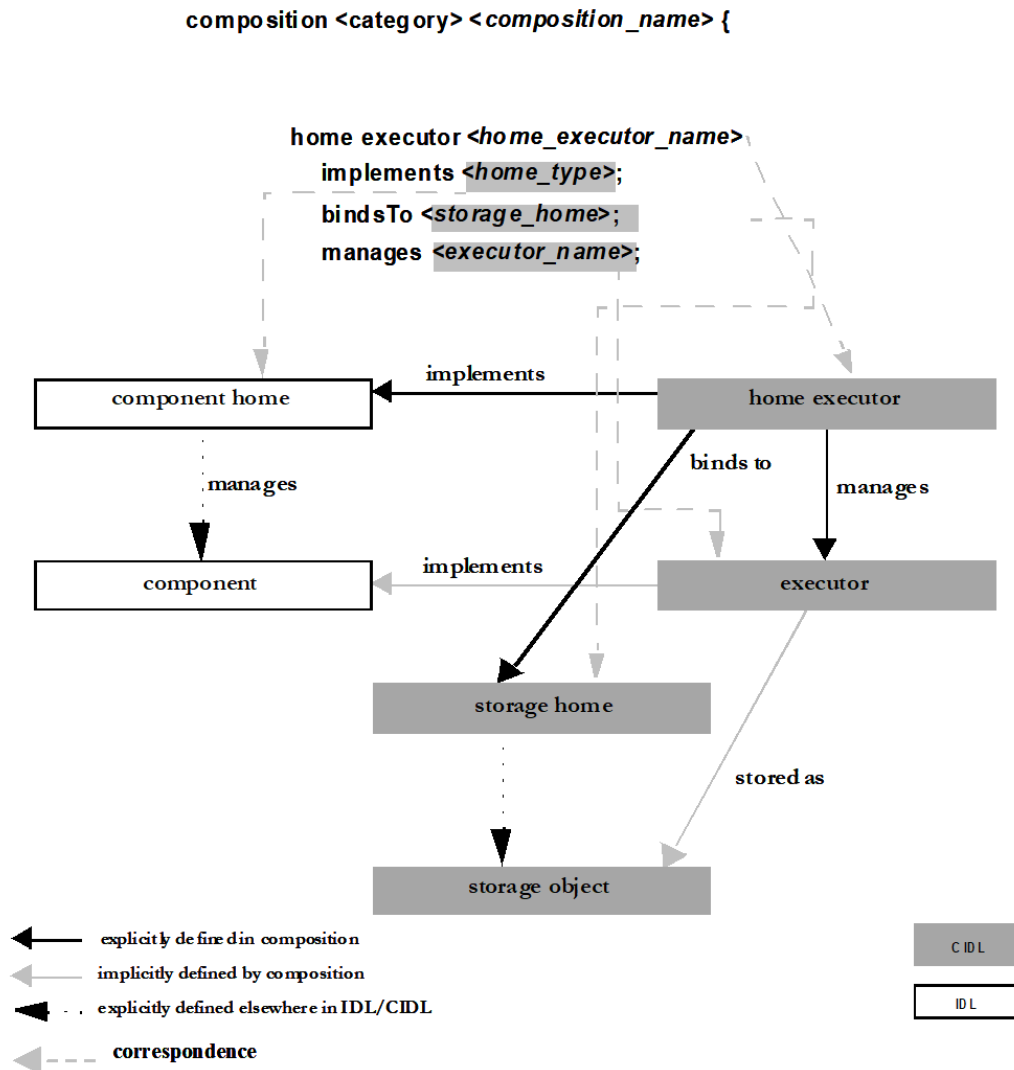 composition <category> <composition_name> {
home executor <home_executor_name>
implements <home_type>;
bindsTo <storage_home>;
manages <executor_name>;
implements
component home
home executor
binds to
manages
manages
implements
component
executor
storage home
stored as
storage object
explicitly defined in composition
CIDL
implicitly defined by composition
explicitly defined elsewhere in IDL/CIDL
IDL
correspondence